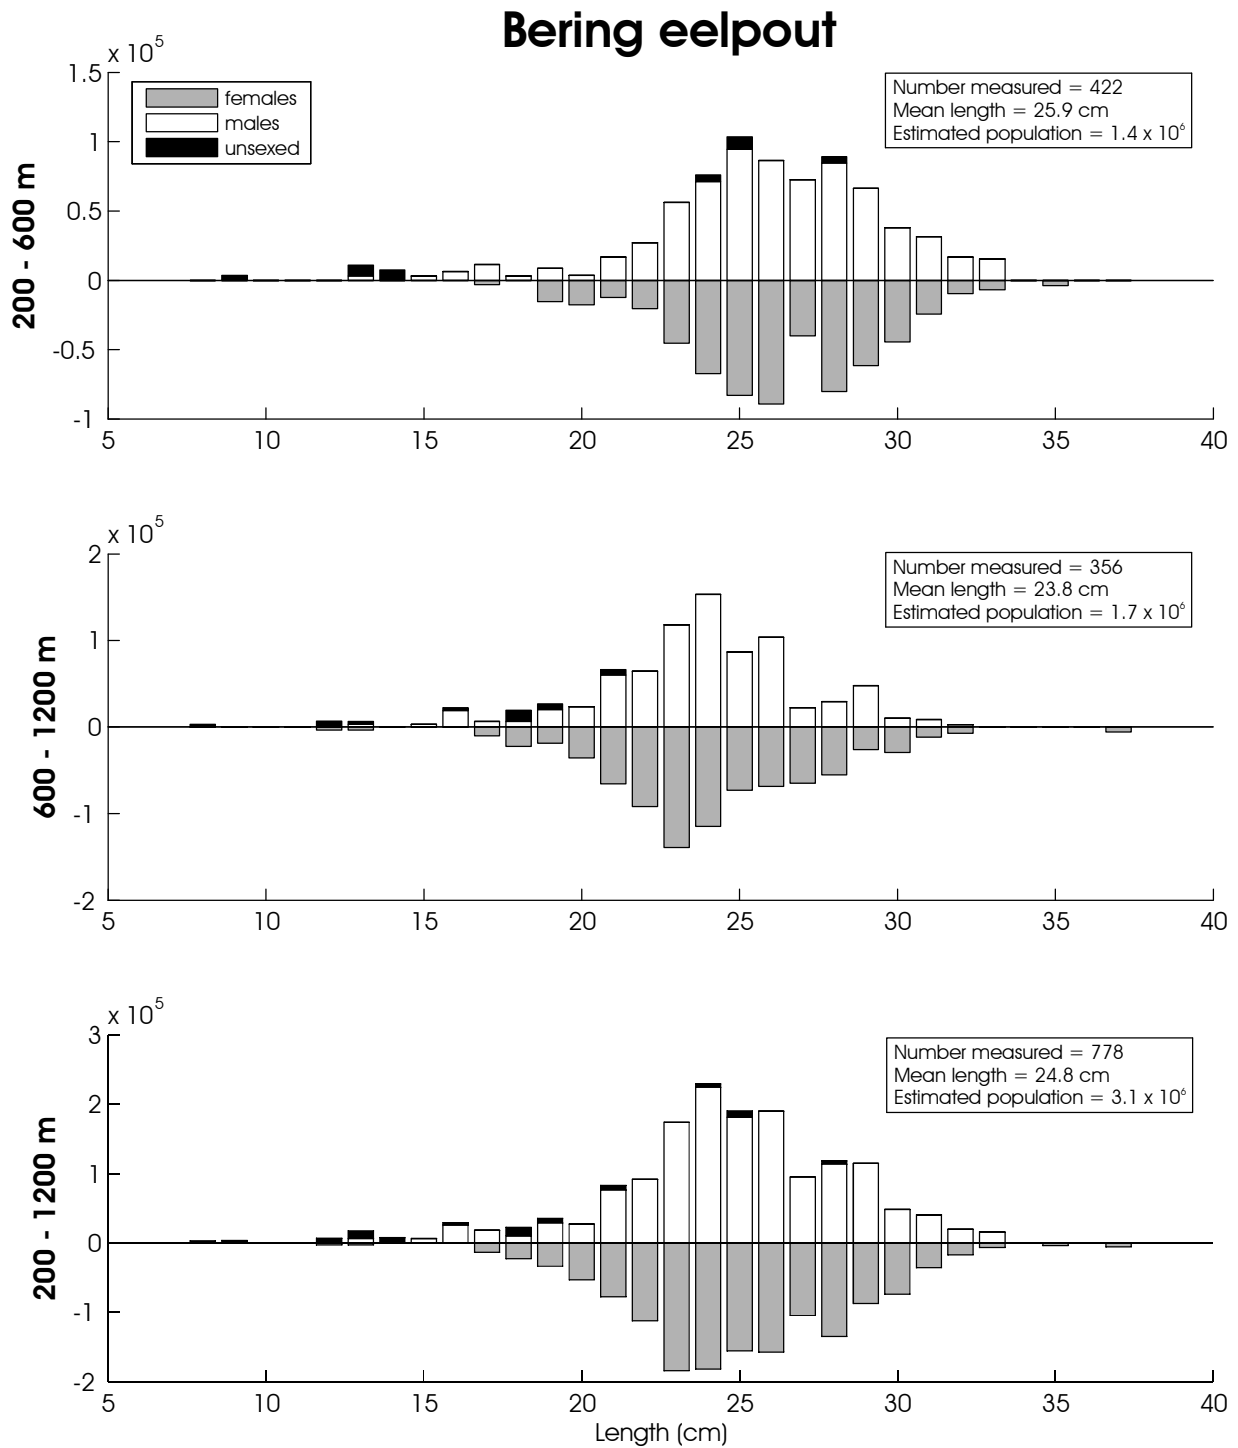 Bering eelpout
x 10^5
1.5
1
0.5
0
-0.5
-1
200 - 600 m
females
males
unsexed
Number measured = 422
Mean length = 25.9 cm
Estimated population = 1.4 x 10^6
5 10 15 20 25 30 35 40
x 10^5
2
1
0
-1
-2
600 - 1200 m
Number measured = 356
Mean length = 23.8 cm
Estimated population = 1.7 x 10^6
5 10 15 20 25 30 35 40
x 10^5
3
2
1
0
-1
-2
200 - 1200 m
Number measured = 778
Mean length = 24.8 cm
Estimated population = 3.1 x 10^6
5 10 15 20 25 30 35 40
Length (cm)